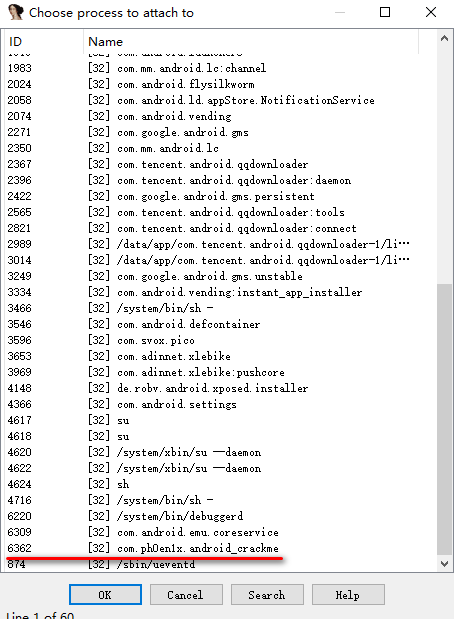 Choose process to attach to
ID Name
1983 [32] com.mm.android.lc:channel
2024 [32] com.android.flysilkworm
2058 [32] com.android.ld.appStore.NotificationService
2074 [32] com.android.vending
2271 [32] com.google.android.gms
2350 [32] com.mm.android.lc
2367 [32] com.tencent.android.qqdownloader
2396 [32] com.tencent.android.qqdownloader:daemon
2422 [32] com.google.android.gms.persistent
2565 [32] com.tencent.android.qqdownloader:tools
2821 [32] com.tencent.android.qqdownloader:connect
2989 [32] /data/app/com.tencent.android.qqdownloader-1/li…
3014 [32] /data/app/com.tencent.android.qqdownloader-1/li…
3249 [32] com.google.android.gms.unstable
3334 [32] com.android.vending:instant_app_installer
3466 [32] /system/bin/sh -
3546 [32] com.android.defcontainer
3596 [32] com.svox.pico
3653 [32] com.adinnet.xlebike
3969 [32] com.adinnet.xlebike:pushcore
4148 [32] de.robv.android.xposed.installer
4366 [32] com.android.settings
4617 [32] su
4618 [32] su
4620 [32] /system/xbin/su --daemon
4622 [32] /system/xbin/su --daemon
4624 [32] sh
4716 [32] /system/bin/sh -
6220 [32] /system/bin/debuggerd
6309 [32] com.android.emu.coreservice
6362 [32] com.ph0en1x.android_crackme
874 [32] /sbin/ueventd
OK Cancel Search Help
Line 1 of 60